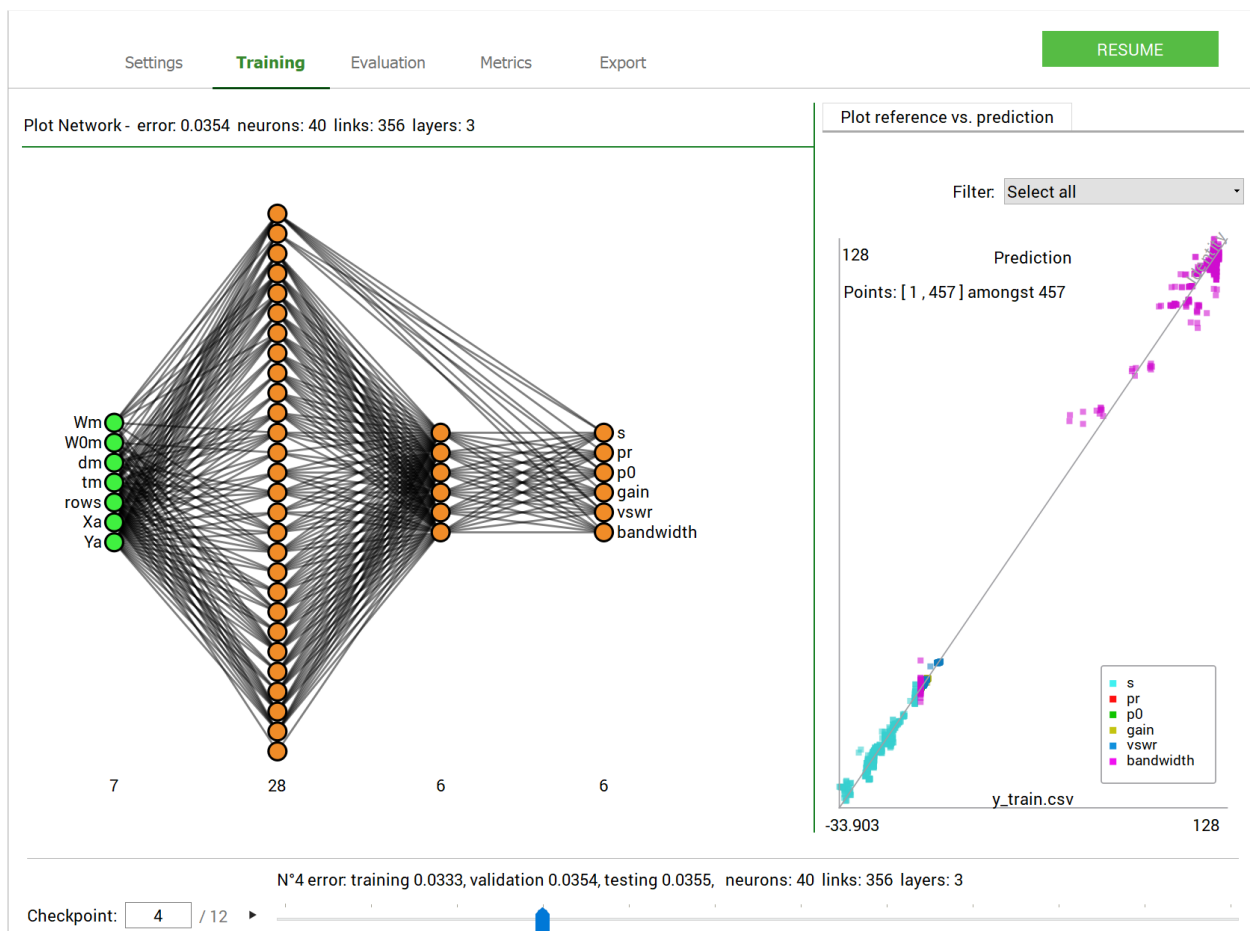 Settings Training Evaluation Metrics Export RESUME
Plot Network - error: 0.0354 neurons: 40 links: 356 layers: 3
Plot reference vs. prediction
Filter: Select all
128 Prediction
Points: [ 1 , 457 ] amongst 457
Wm
W0m
dm
tm
rows
Xa
Ya
s
pr
p0
gain
vswr
bandwidth
7 28 6 6
s
pr
p0
gain
vswr
bandwidth
y_train.csv
-33.903 128
N°4 error: training 0.0333, validation 0.0354, testing 0.0355, neurons: 40 links: 356 layers: 3
Checkpoint: 4 / 12